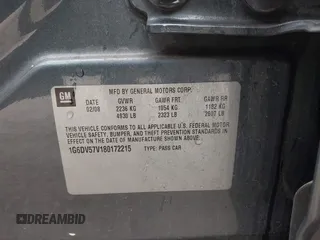 GM
MFD BY GENERAL MOTORS CORP.
DATE GVWR GAWR FRT GAWR RR
02/08 2236 KG 1054 KG 1182 KG
4930 LB 2323 LB 2607 LB
THIS VEHICLE CONFORMS TO ALL APPLICABLE U.S. FEDERAL MOTOR
VEHICLE SAFETY, BUMPER, AND THEFT PREVENTION STANDARDS IN
EFFECT ON THE DATE OF MANUFACTURE SHOWN ABOVE.
1G6DV57V180172215 TYPE: PASS CAR
DREAMBID